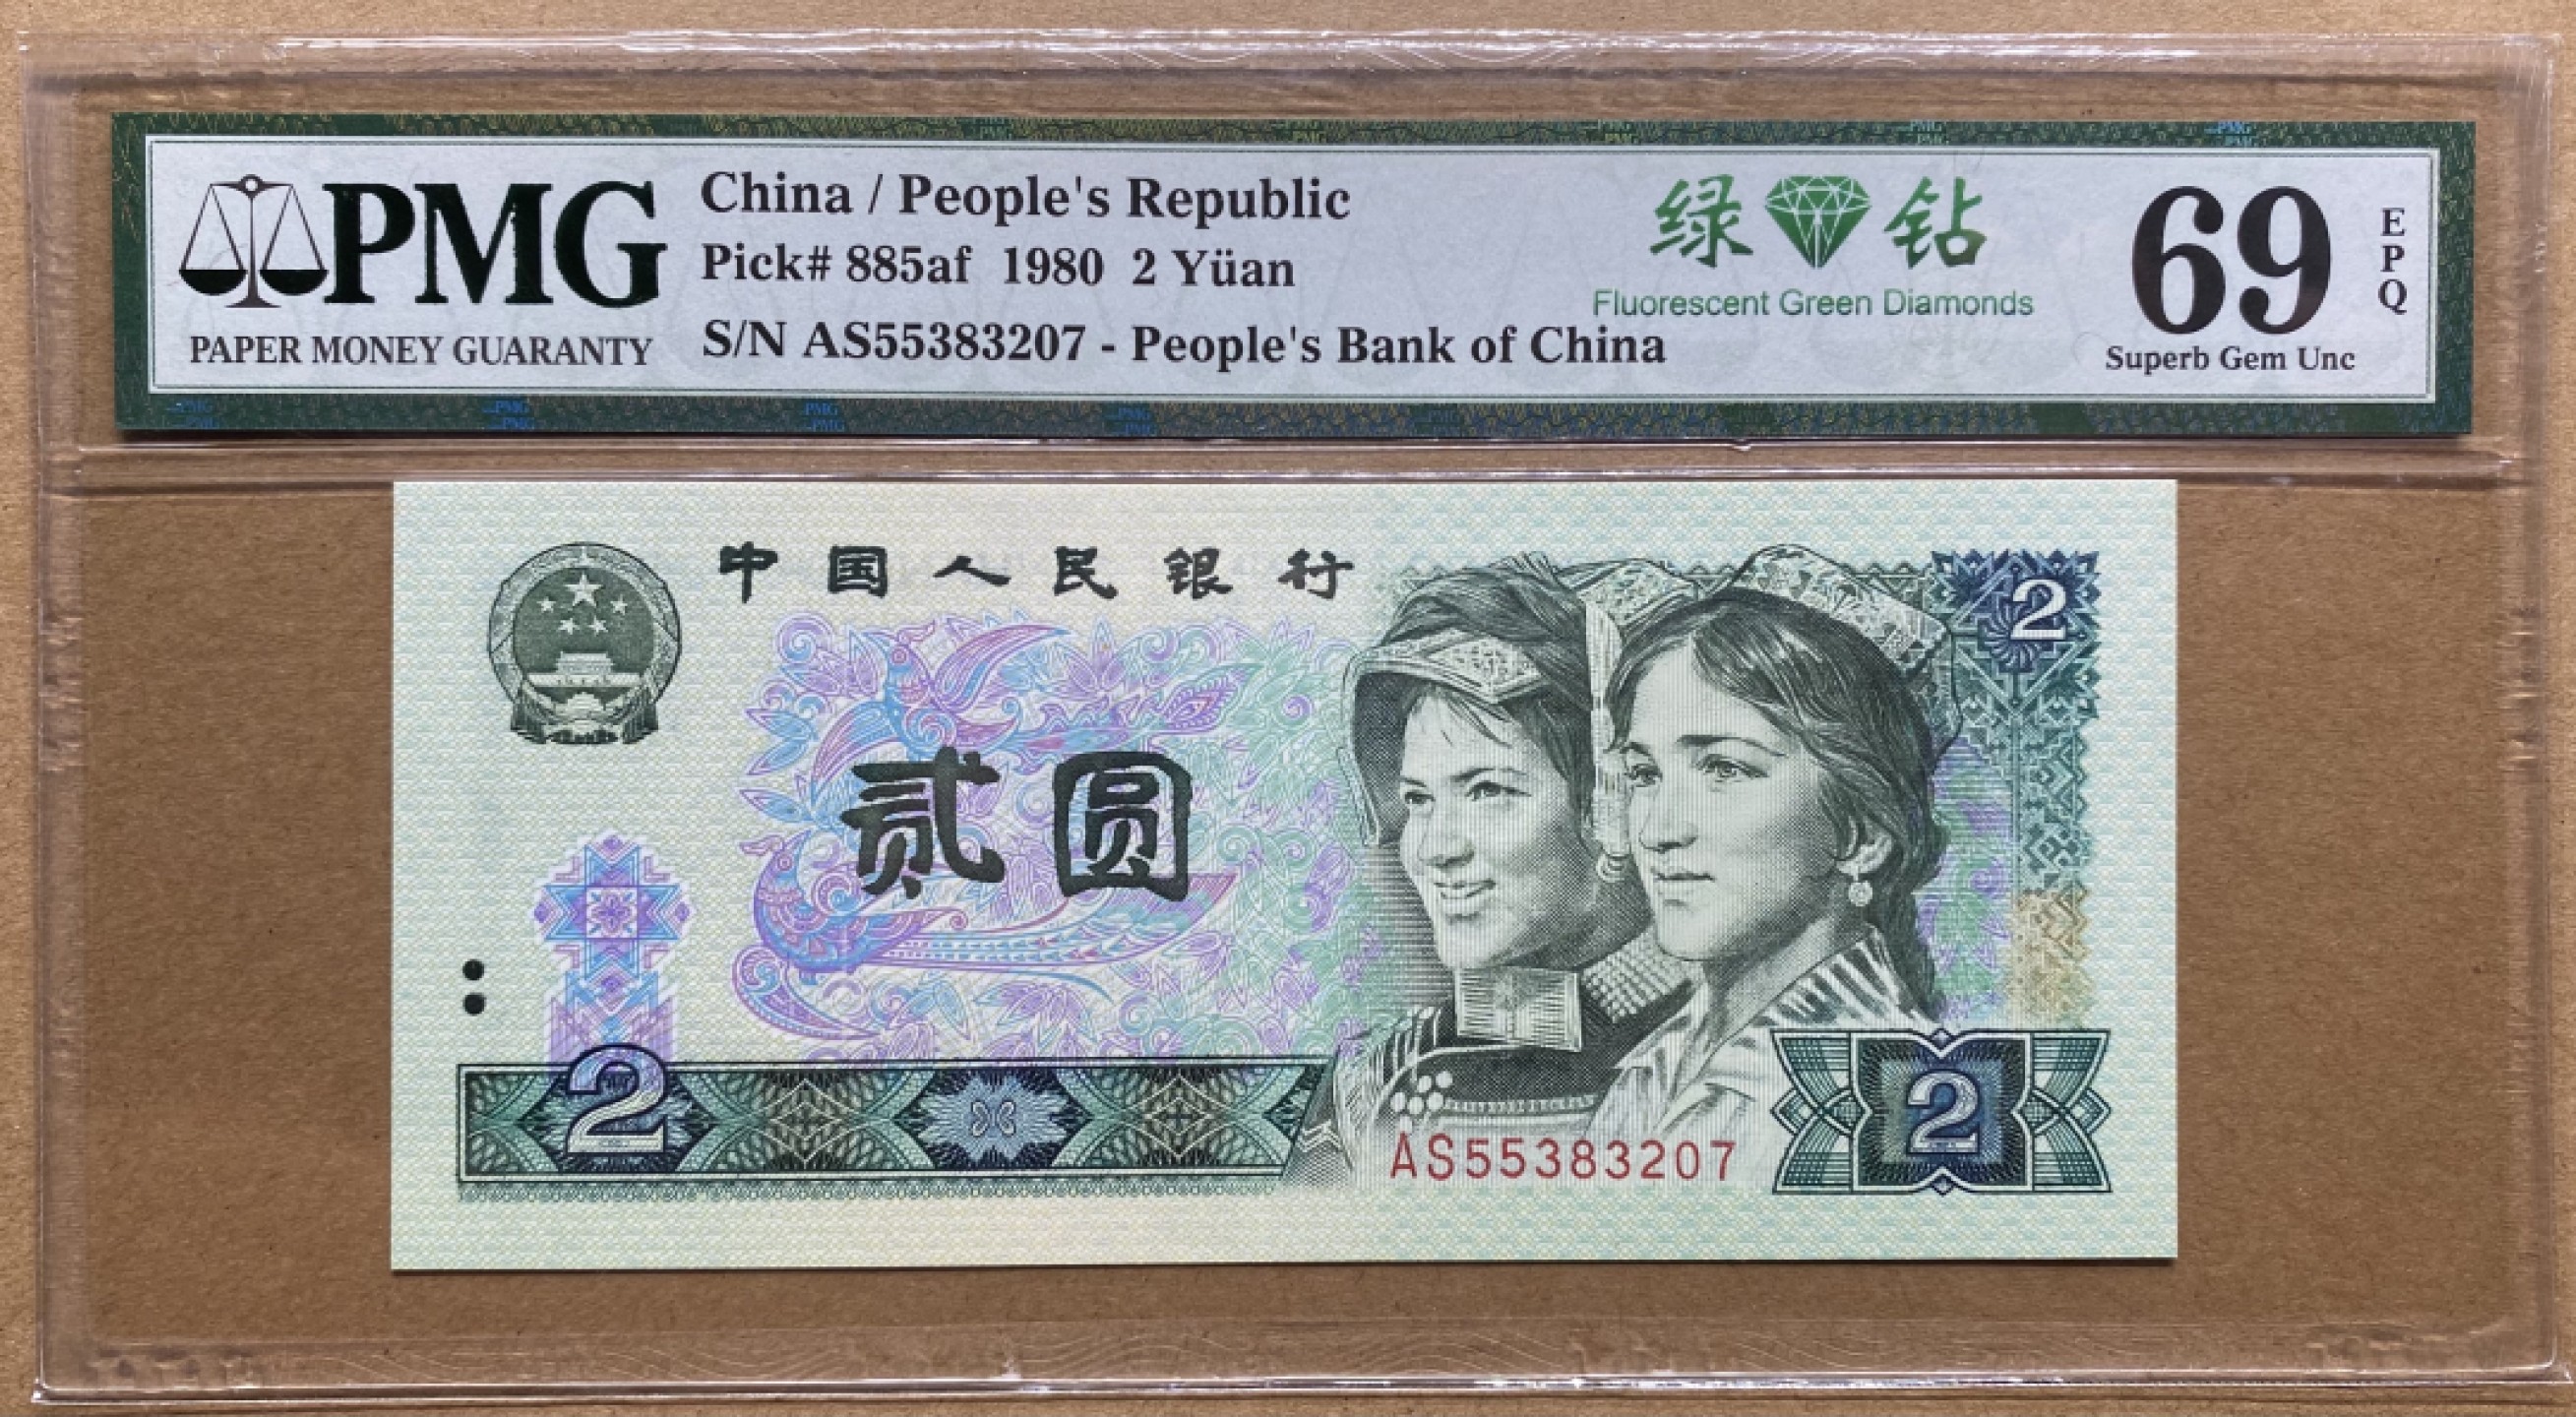 PMG
PAPER MONEY GUARANTY
China / People's Republic
Pick# 885af 1980 2 Yüan
S/N AS55383207 - People's Bank of China
绿钻
Fluorescent Green Diamonds
69
EPQ
Superb Gem Unc
中国人民银行
2
贰圆
2
AS55383207
2